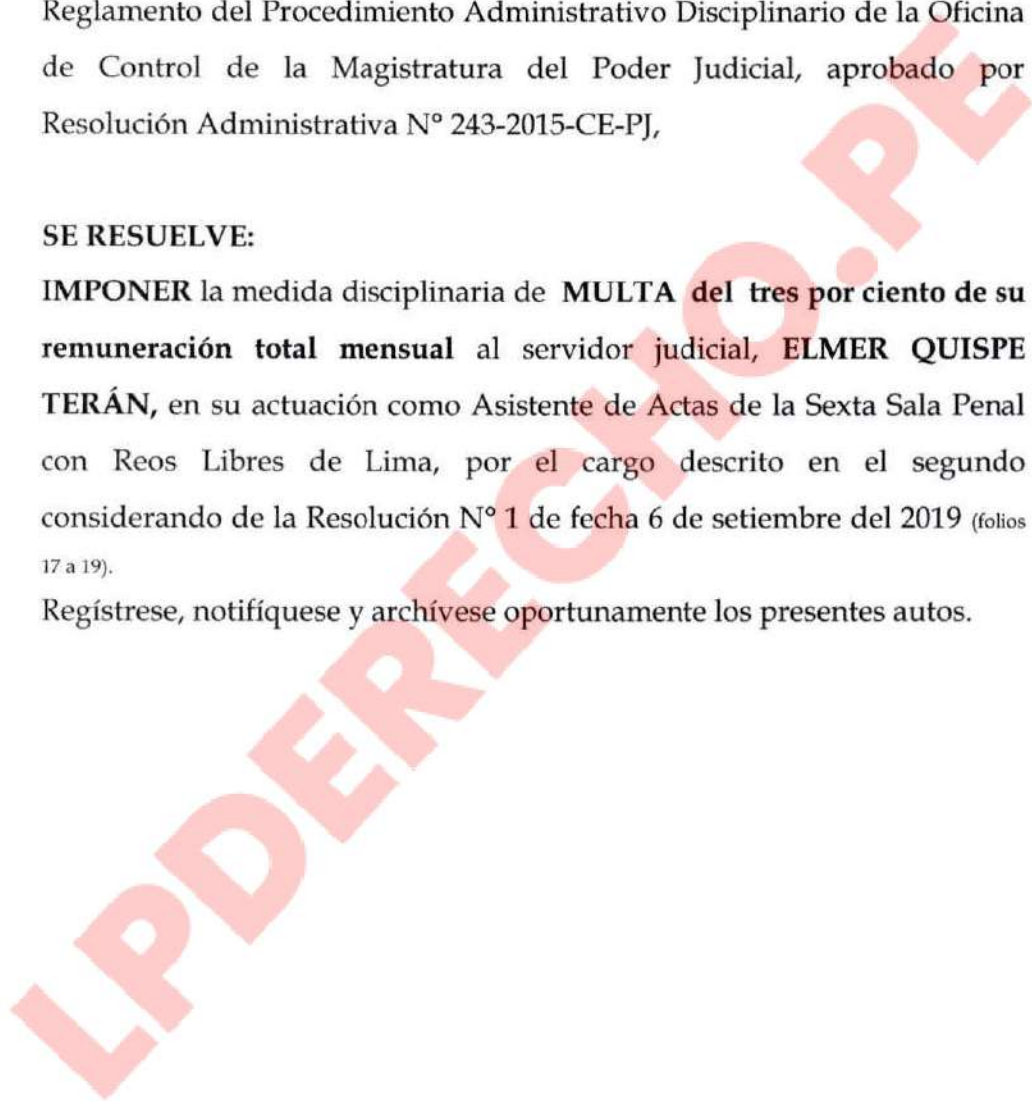 Reglamento del Procedimiento Administrativo Disciplinario de la Oficina
de Control de la Magistratura del Poder Judicial, aprobado por
Resolución Administrativa N° 243-2015-CE-PJ,
SE RESUELVE:
IMPONER la medida disciplinaria de MULTA del tres por ciento de su
remuneración total mensual al servidor judicial, ELMER QUISPE
TERÁN, en su actuación como Asistente de Actas de la Sexta Sala Penal
con Reos Libres de Lima, por el cargo descrito en el segundo
considerando de la Resolución N° 1 de fecha 6 de setiembre del 2019 (folios
17 a 19).
Regístrese, notifíquese y archívese oportunamente los presentes autos.
LPDERECHO.PE